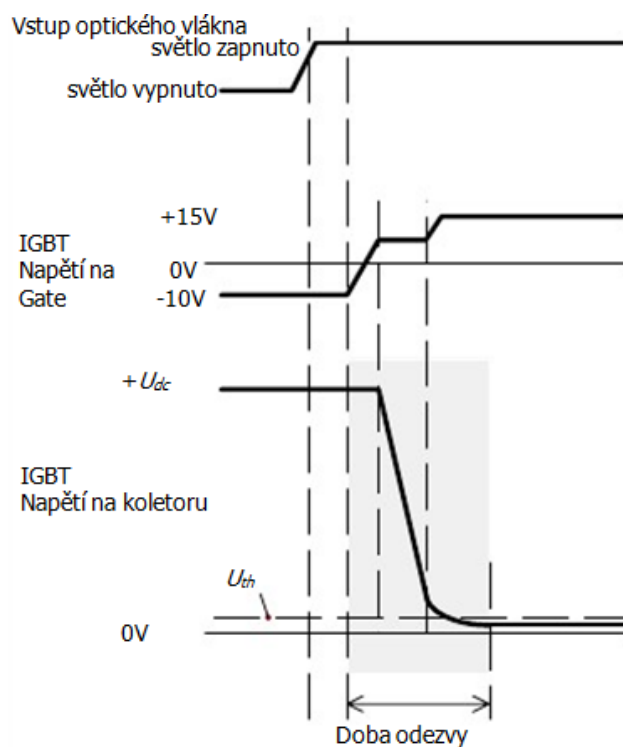 Vstup optického vlákna
světlo zapnuto
světlo vypnuto
+15V
IGBT
Napětí na
0V
Gate
-10V
+Udc
IGBT
Napětí na koletoru
Uth
0V
Doba odezvy